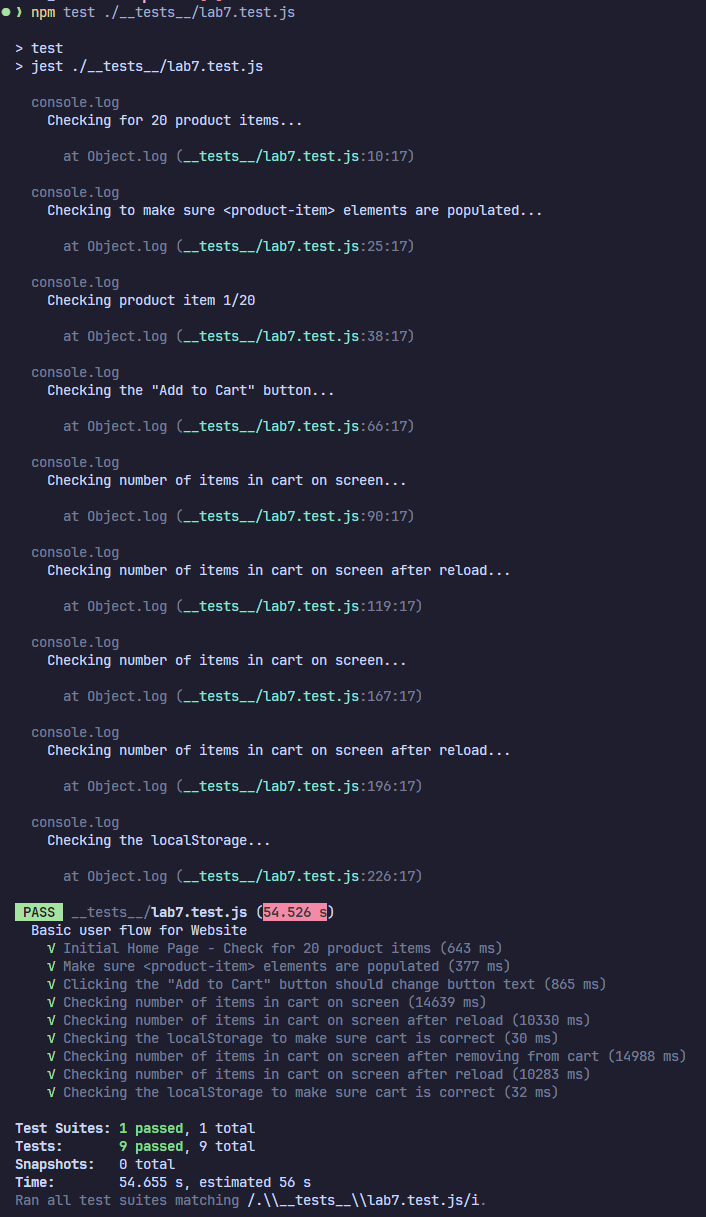 ❯ npm test ./__tests__/lab7.test.js
> test
> jest ./__tests__/lab7.test.js
console.log
Checking for 20 product items...
at Object.log (__tests__/lab7.test.js:10:17)
console.log
Checking to make sure <product-item> elements are populated...
at Object.log (__tests__/lab7.test.js:25:17)
console.log
Checking product item 1/20
at Object.log (__tests__/lab7.test.js:38:17)
console.log
Checking the "Add to Cart" button...
at Object.log (__tests__/lab7.test.js:66:17)
console.log
Checking number of items in cart on screen...
at Object.log (__tests__/lab7.test.js:90:17)
console.log
Checking number of items in cart on screen after reload...
at Object.log (__tests__/lab7.test.js:119:17)
console.log
Checking number of items in cart on screen...
at Object.log (__tests__/lab7.test.js:167:17)
console.log
Checking number of items in cart on screen after reload...
at Object.log (__tests__/lab7.test.js:196:17)
console.log
Checking the localStorage...
at Object.log (__tests__/lab7.test.js:226:17)
PASS __tests__/lab7.test.js (54.526 s)
Basic user flow for Website
√ Initial Home Page - Check for 20 product items (643 ms)
√ Make sure <product-item> elements are populated (377 ms)
√ Clicking the "Add to Cart" button should change button text (865 ms)
√ Checking number of items in cart on screen (14639 ms)
√ Checking number of items in cart on screen after reload (10330 ms)
√ Checking the localStorage to make sure cart is correct (30 ms)
√ Checking number of items in cart on screen after removing from cart (14988 ms)
√ Checking number of items in cart on screen after reload (10283 ms)
√ Checking the localStorage to make sure cart is correct (32 ms)
Test Suites: 1 passed, 1 total
Tests: 9 passed, 9 total
Snapshots: 0 total
Time: 54.655 s, estimated 56 s
Ran all test suites matching /.\\__tests__\\lab7.test.js/i.